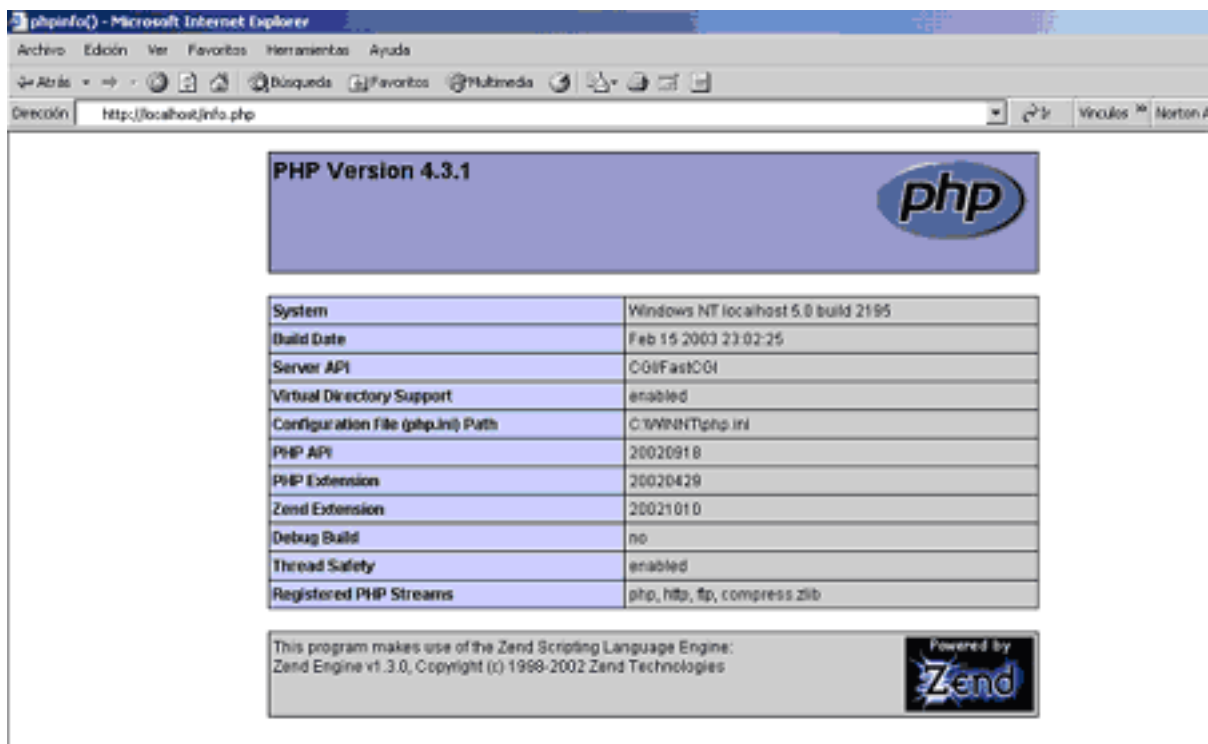 phpinfo() - Microsoft Internet Explorer
Archivo Edición Ver Favoritos Herramientas Ayuda
Atrás Búsqueda Favoritos Multimedia
Dirección http://localhost/info.php Ir Vínculos » Norton A
PHP Version 4.3.1
php
System Windows NT localhost 5.0 build 2195
Build Date Feb 15 2003 23:02:25
Server API CGI/FastCGI
Virtual Directory Support enabled
Configuration File (php.ini) Path C:\WINNT\php.ini
PHP API 20020918
PHP Extension 20020429
Zend Extension 20021010
Debug Build no
Thread Safety enabled
Registered PHP Streams php, http, ftp, compress.zlib
This program makes use of the Zend Scripting Language Engine:
Zend Engine v1.3.0, Copyright (c) 1998-2002 Zend Technologies
Powered by
Zend